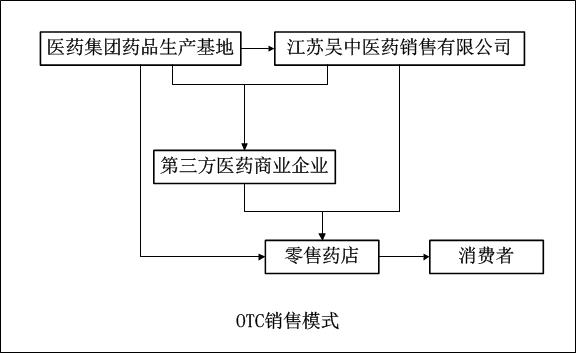 医药集团药品生产基地
江苏吴中医药销售有限公司
第三方医药商业企业
零售药店
消费者
OTC销售模式